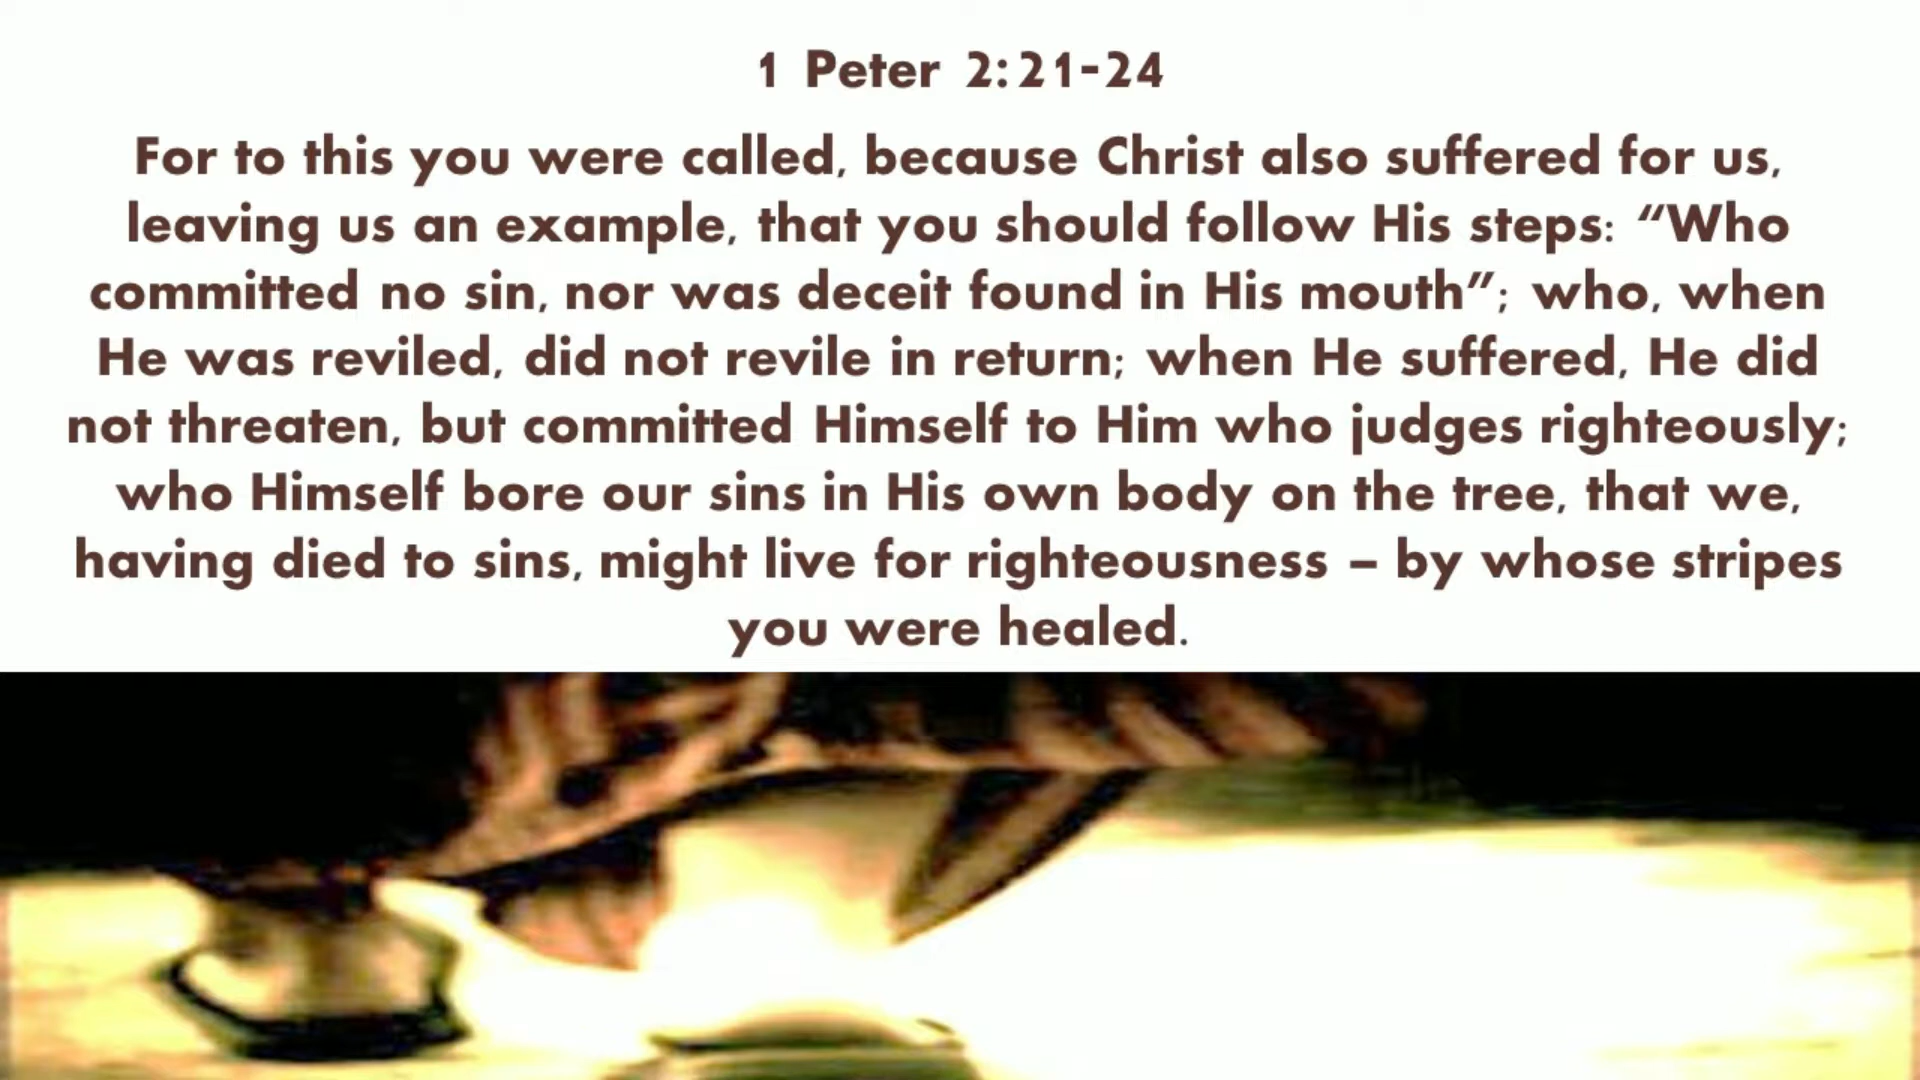 1 Peter 2:21-24
For to this you were called, because Christ also suffered for us,
leaving us an example, that you should follow His steps: “Who
committed no sin, nor was deceit found in His mouth”; who, when
He was reviled, did not revile in return; when He suffered, He did
not threaten, but committed Himself to Him who judges righteously;
who Himself bore our sins in His own body on the tree, that we,
having died to sins, might live for righteousness – by whose stripes
you were healed.